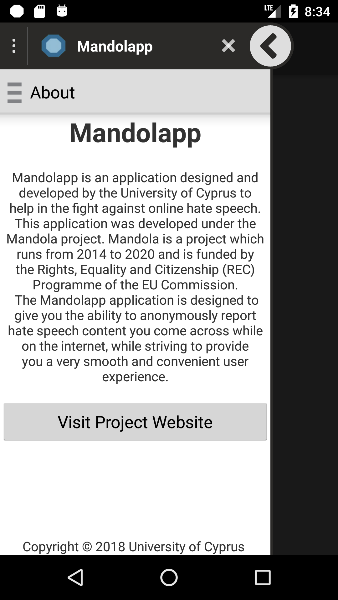 LTE 8:34
Mandolapp
About
Mandolapp
Mandolapp is an application designed and
developed by the University of Cyprus to
help in the fight against online hate speech.
This application was developed under the
Mandola project. Mandola is a project which
runs from 2014 to 2020 and is funded by
the Rights, Equality and Citizenship (REC)
Programme of the EU Commission.
The Mandolapp application is designed to
give you the ability to anonymously report
hate speech content you come across while
on the internet, while striving to provide
you a very smooth and convenient user
experience.
Visit Project Website
Copyright © 2018 University of Cyprus